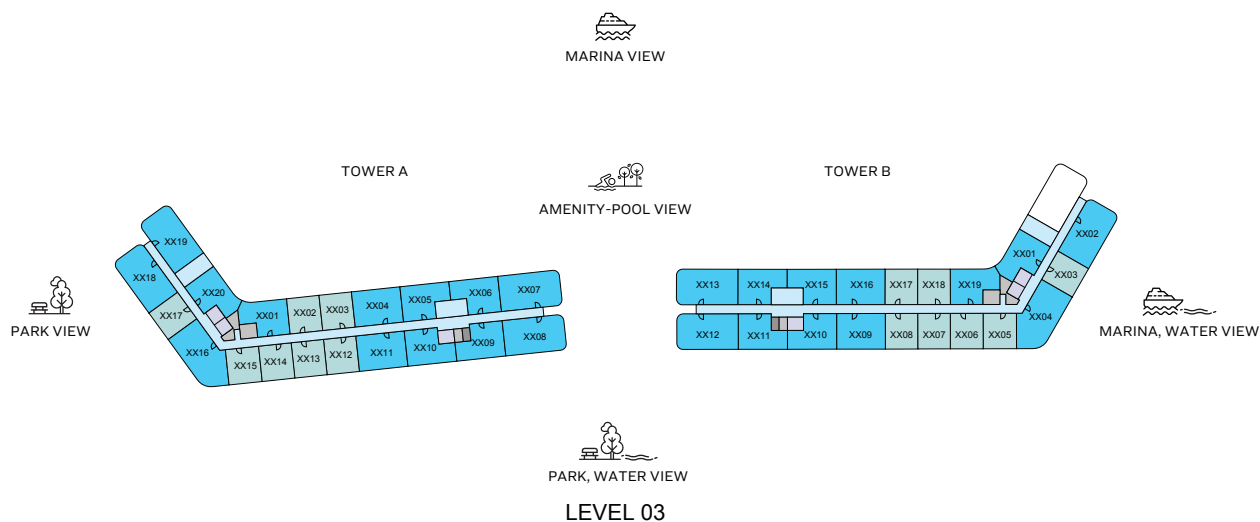 MARINA VIEW
TOWER A
TOWER B
AMENITY-POOL VIEW
XX19
XX18
XX20
XX17
XX16
XX01
XX02
XX03
XX04
XX05
XX06
XX07
XX15
XX14
XX13
XX12
XX11
XX10
XX09
XX08
XX02
XX01
XX03
XX04
XX13
XX14
XX15
XX16
XX17
XX18
XX19
XX12
XX11
XX10
XX09
XX08
XX07
XX06
XX05
PARK VIEW
MARINA, WATER VIEW
PARK, WATER VIEW
LEVEL 03